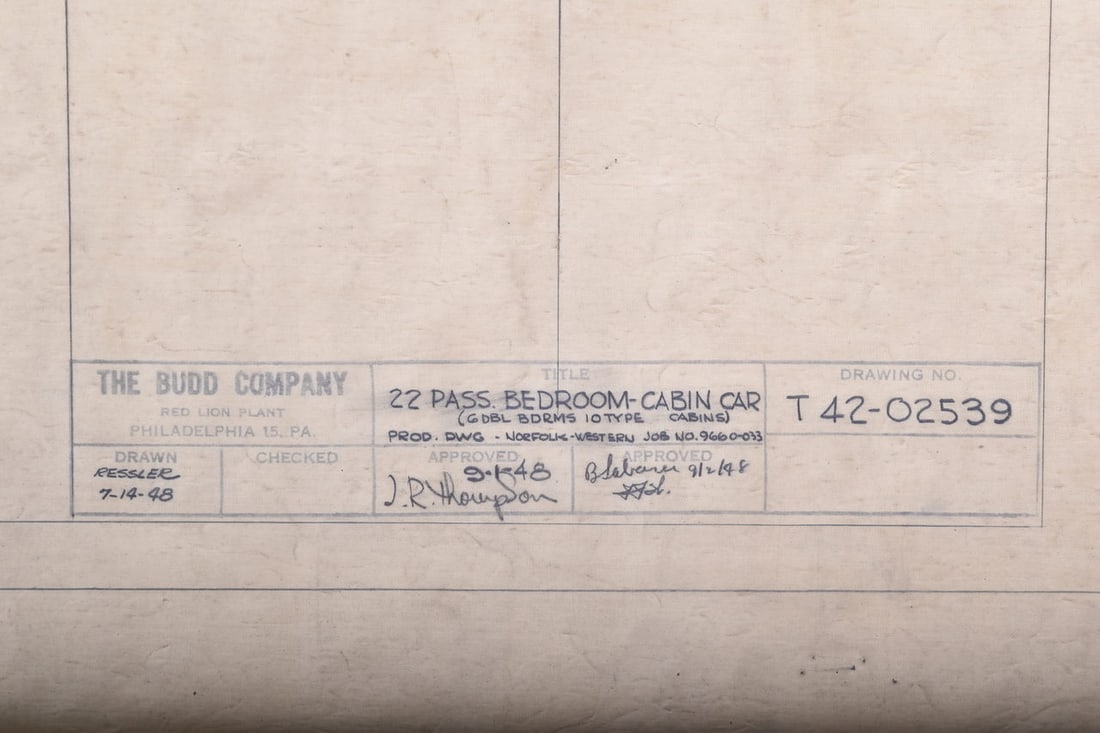 THE BUDD COMPANY
RED LION PLANT
PHILADELPHIA 15, PA.
DRAWN
RESSLER
7-14-48
CHECKED
TITLE
22 PASS. BEDROOM-CABIN CAR
(6 DBL BDRMS 10 TYPE CABINS)
PROD. DWG - NORFOLK-WESTERN JOB NO. 9660-033
APPROVED
9-1-48
J.R. Thompson
APPROVED
9/2/48
DRAWING NO.
T 42-02539